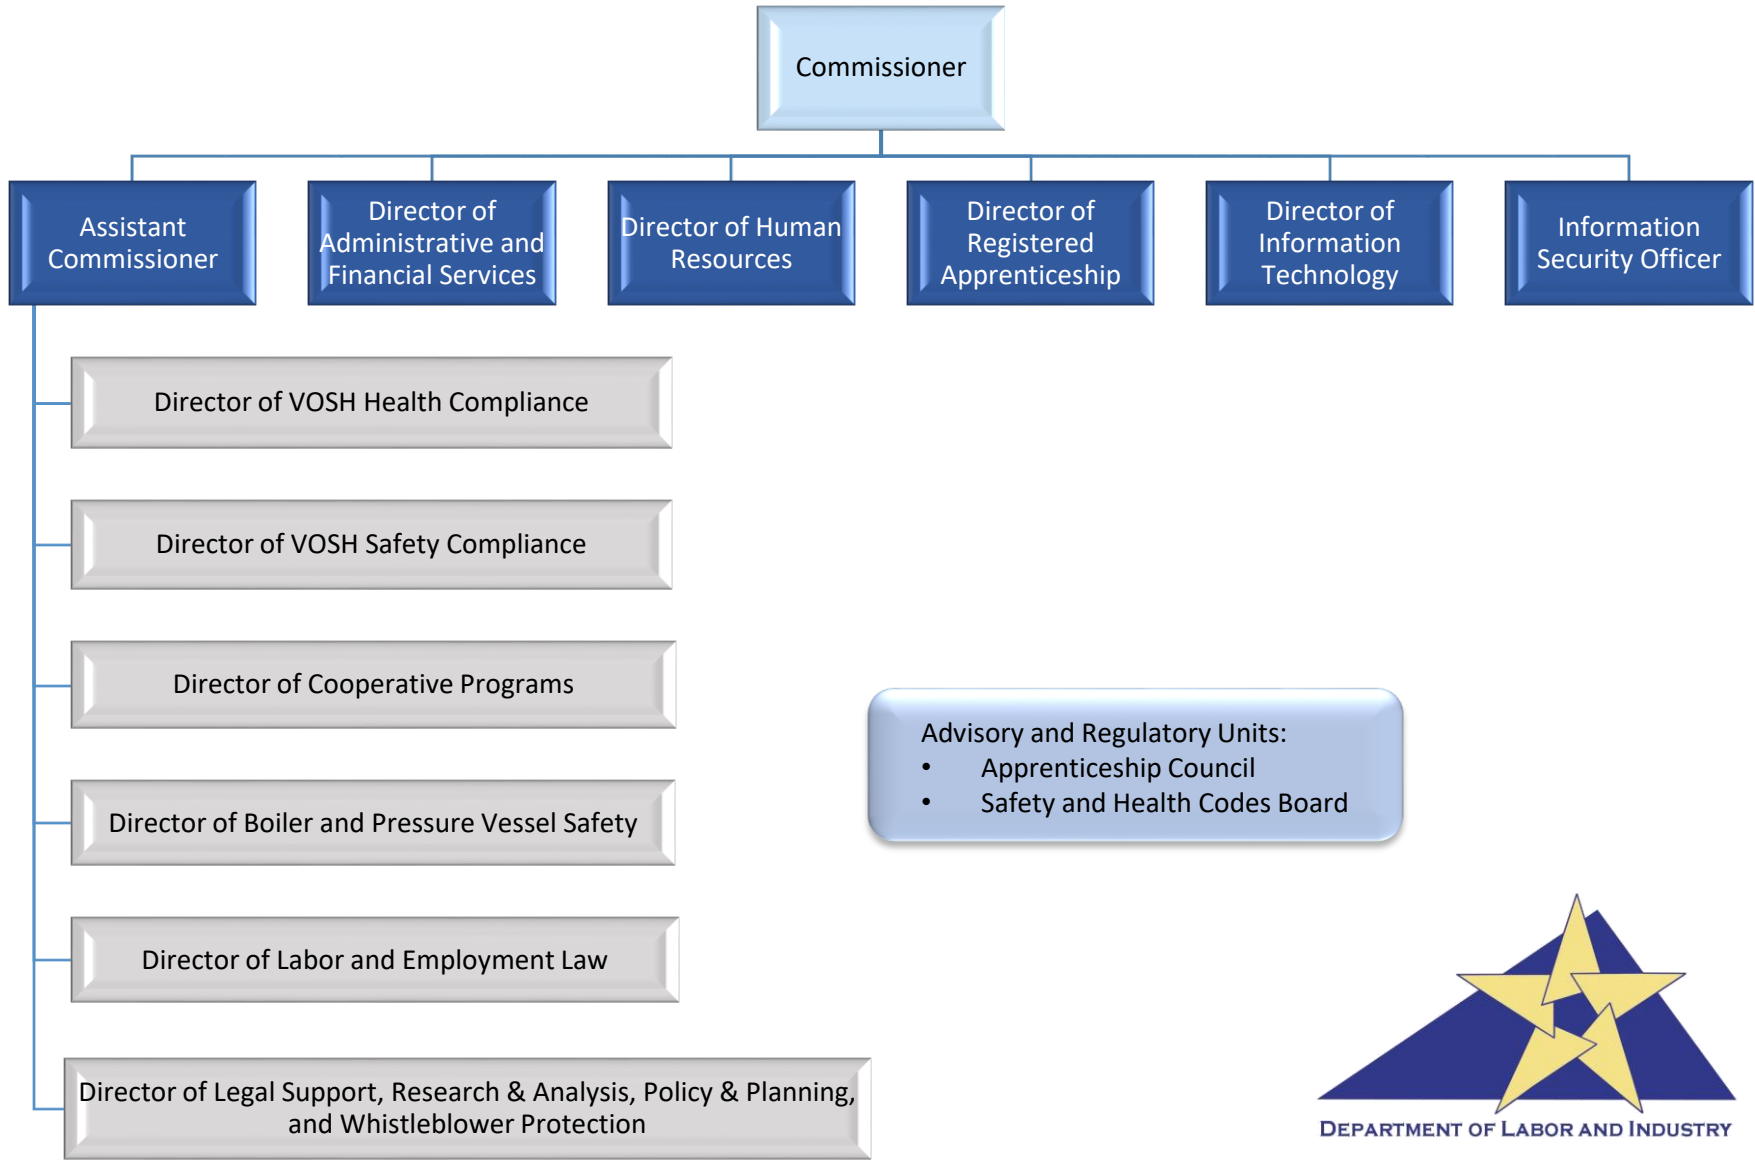 Commissioner
Assistant
Commissioner
Director of
Administrative and
Financial Services
Director of Human
Resources
Director of
Registered
Apprenticeship
Director of
Information
Technology
Information
Security Officer
Director of VOSH Health Compliance
Director of VOSH Safety Compliance
Director of Cooperative Programs
Director of Boiler and Pressure Vessel Safety
Director of Labor and Employment Law
Director of Legal Support, Research & Analysis, Policy & Planning,
and Whistleblower Protection
Advisory and Regulatory Units:
• Apprenticeship Council
• Safety and Health Codes Board
DEPARTMENT OF LABOR AND INDUSTRY